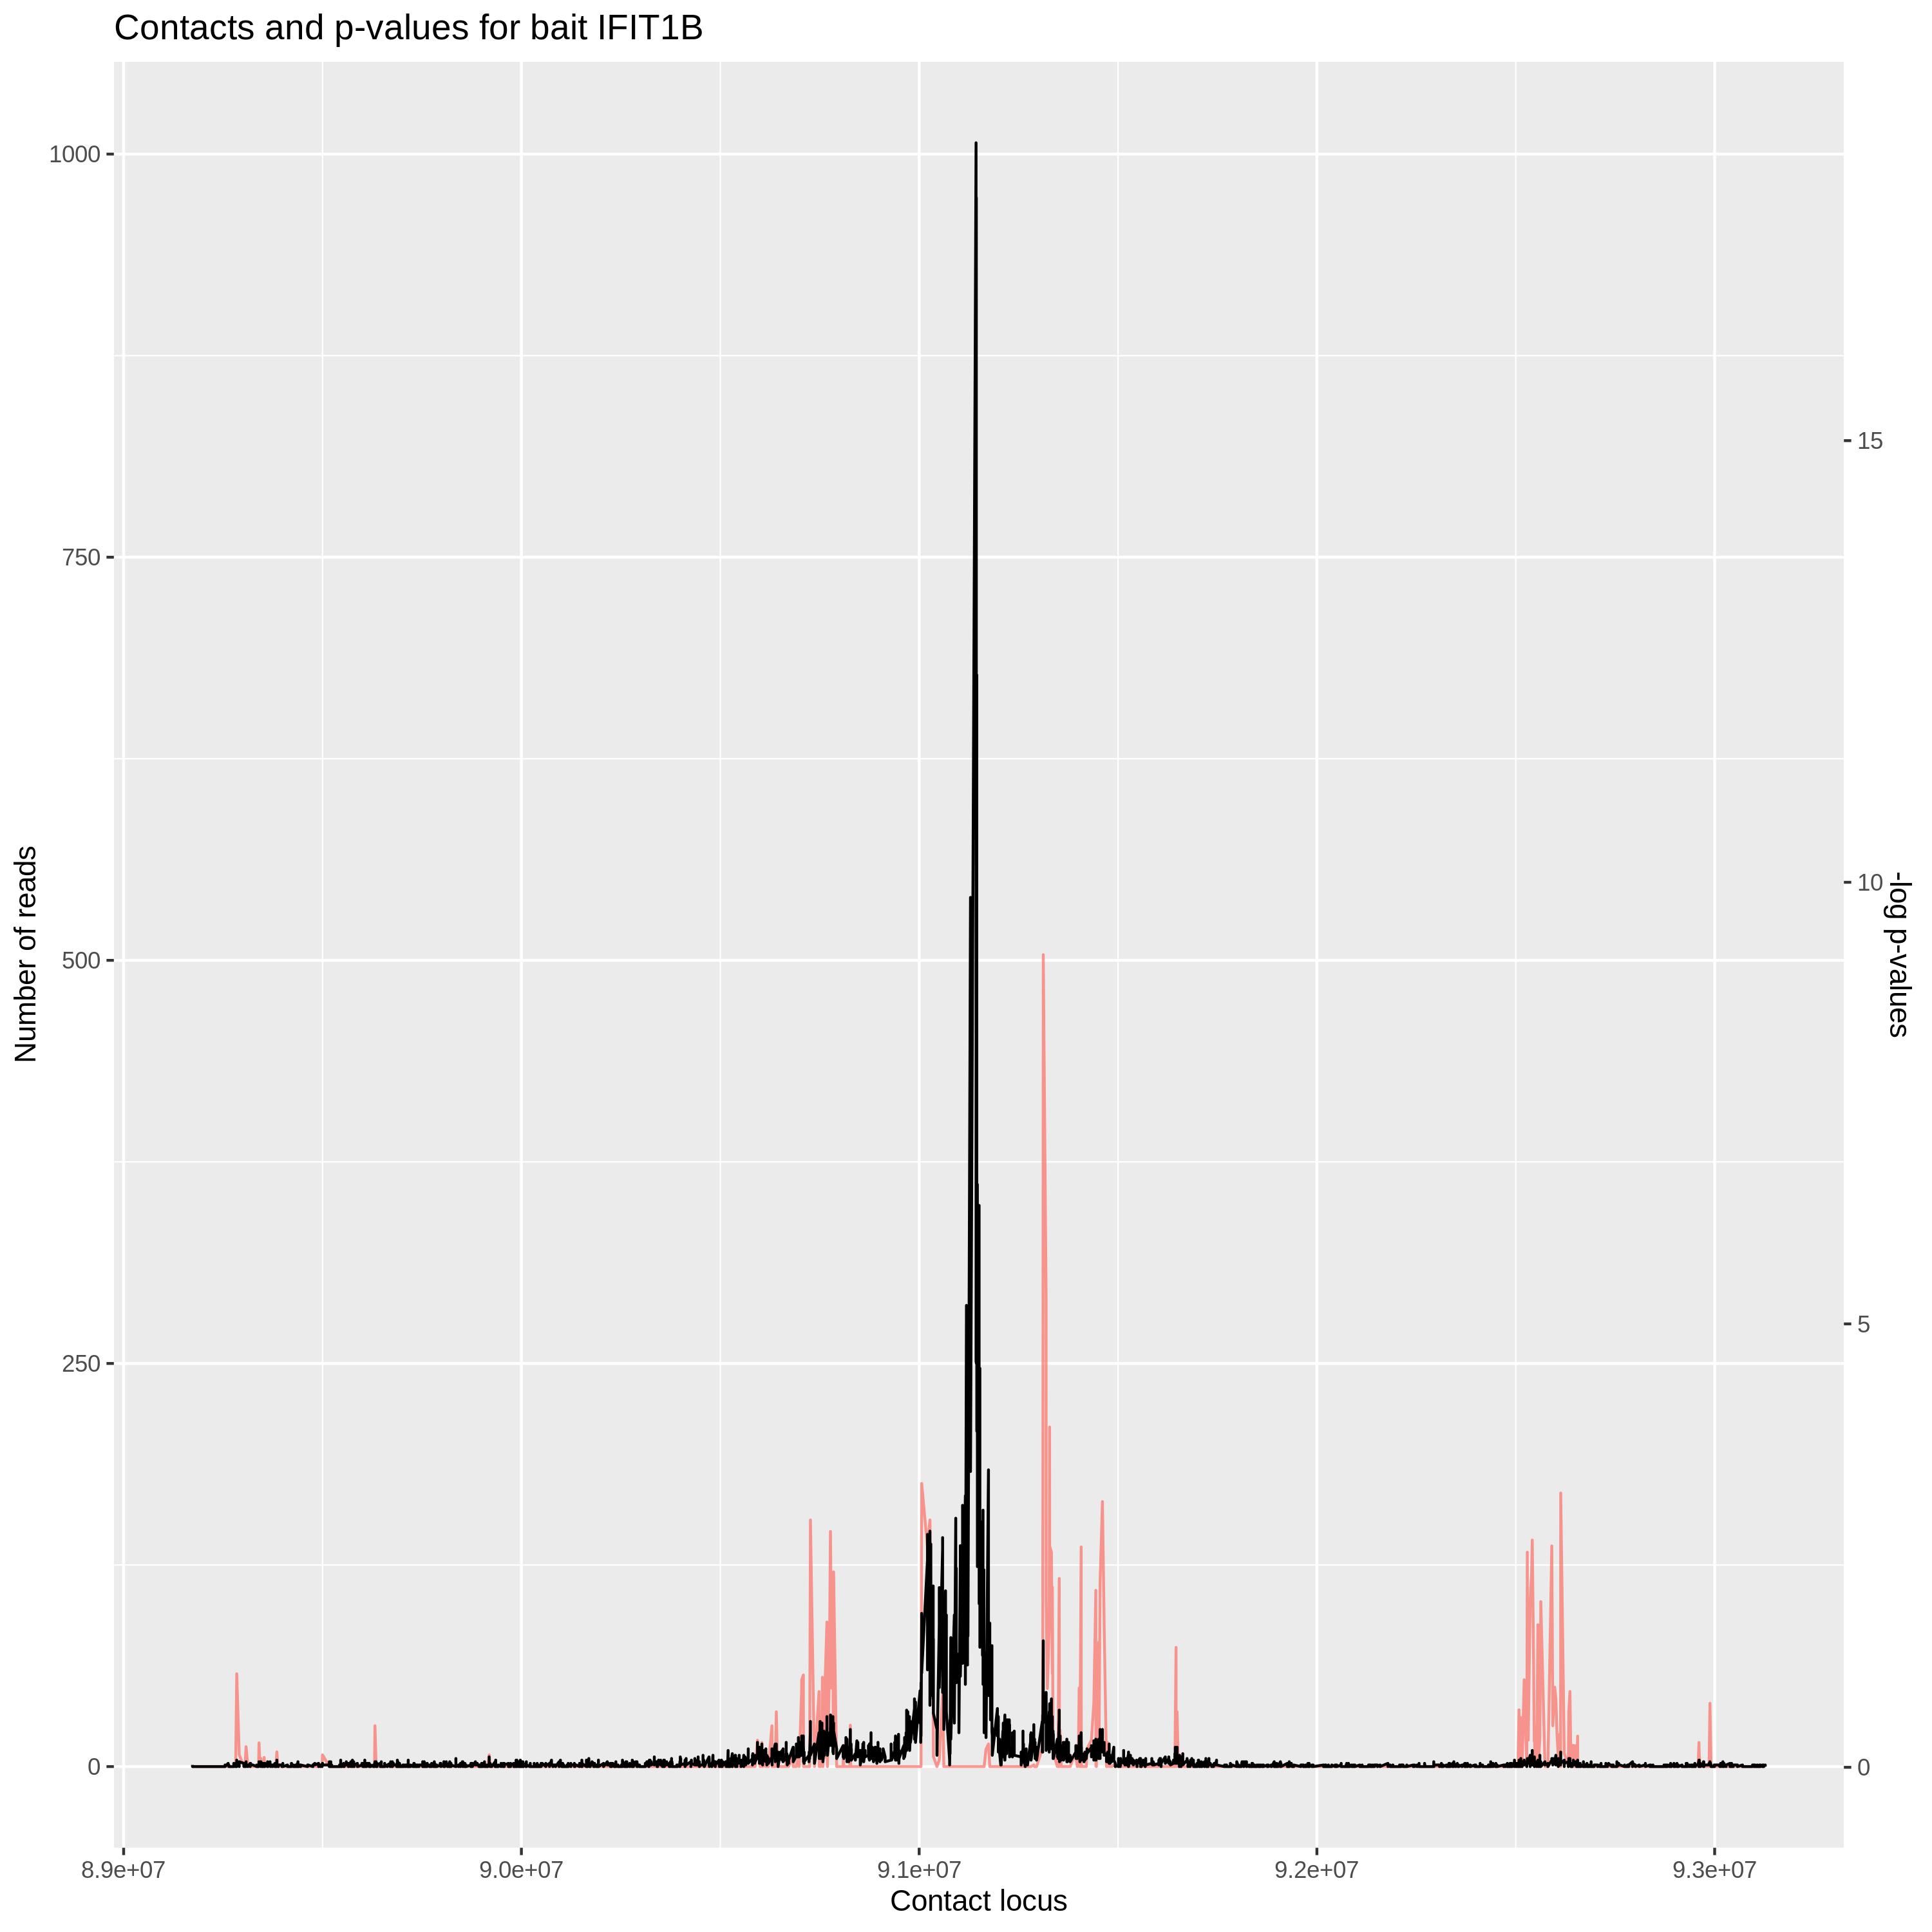 Contacts and p-values for bait IFIT1B
1000
750
500
250
0
Number of reads
15
10
5
0
-log p-values
8.9e+07
9.0e+07
9.1e+07
9.2e+07
9.3e+07
Contact locus